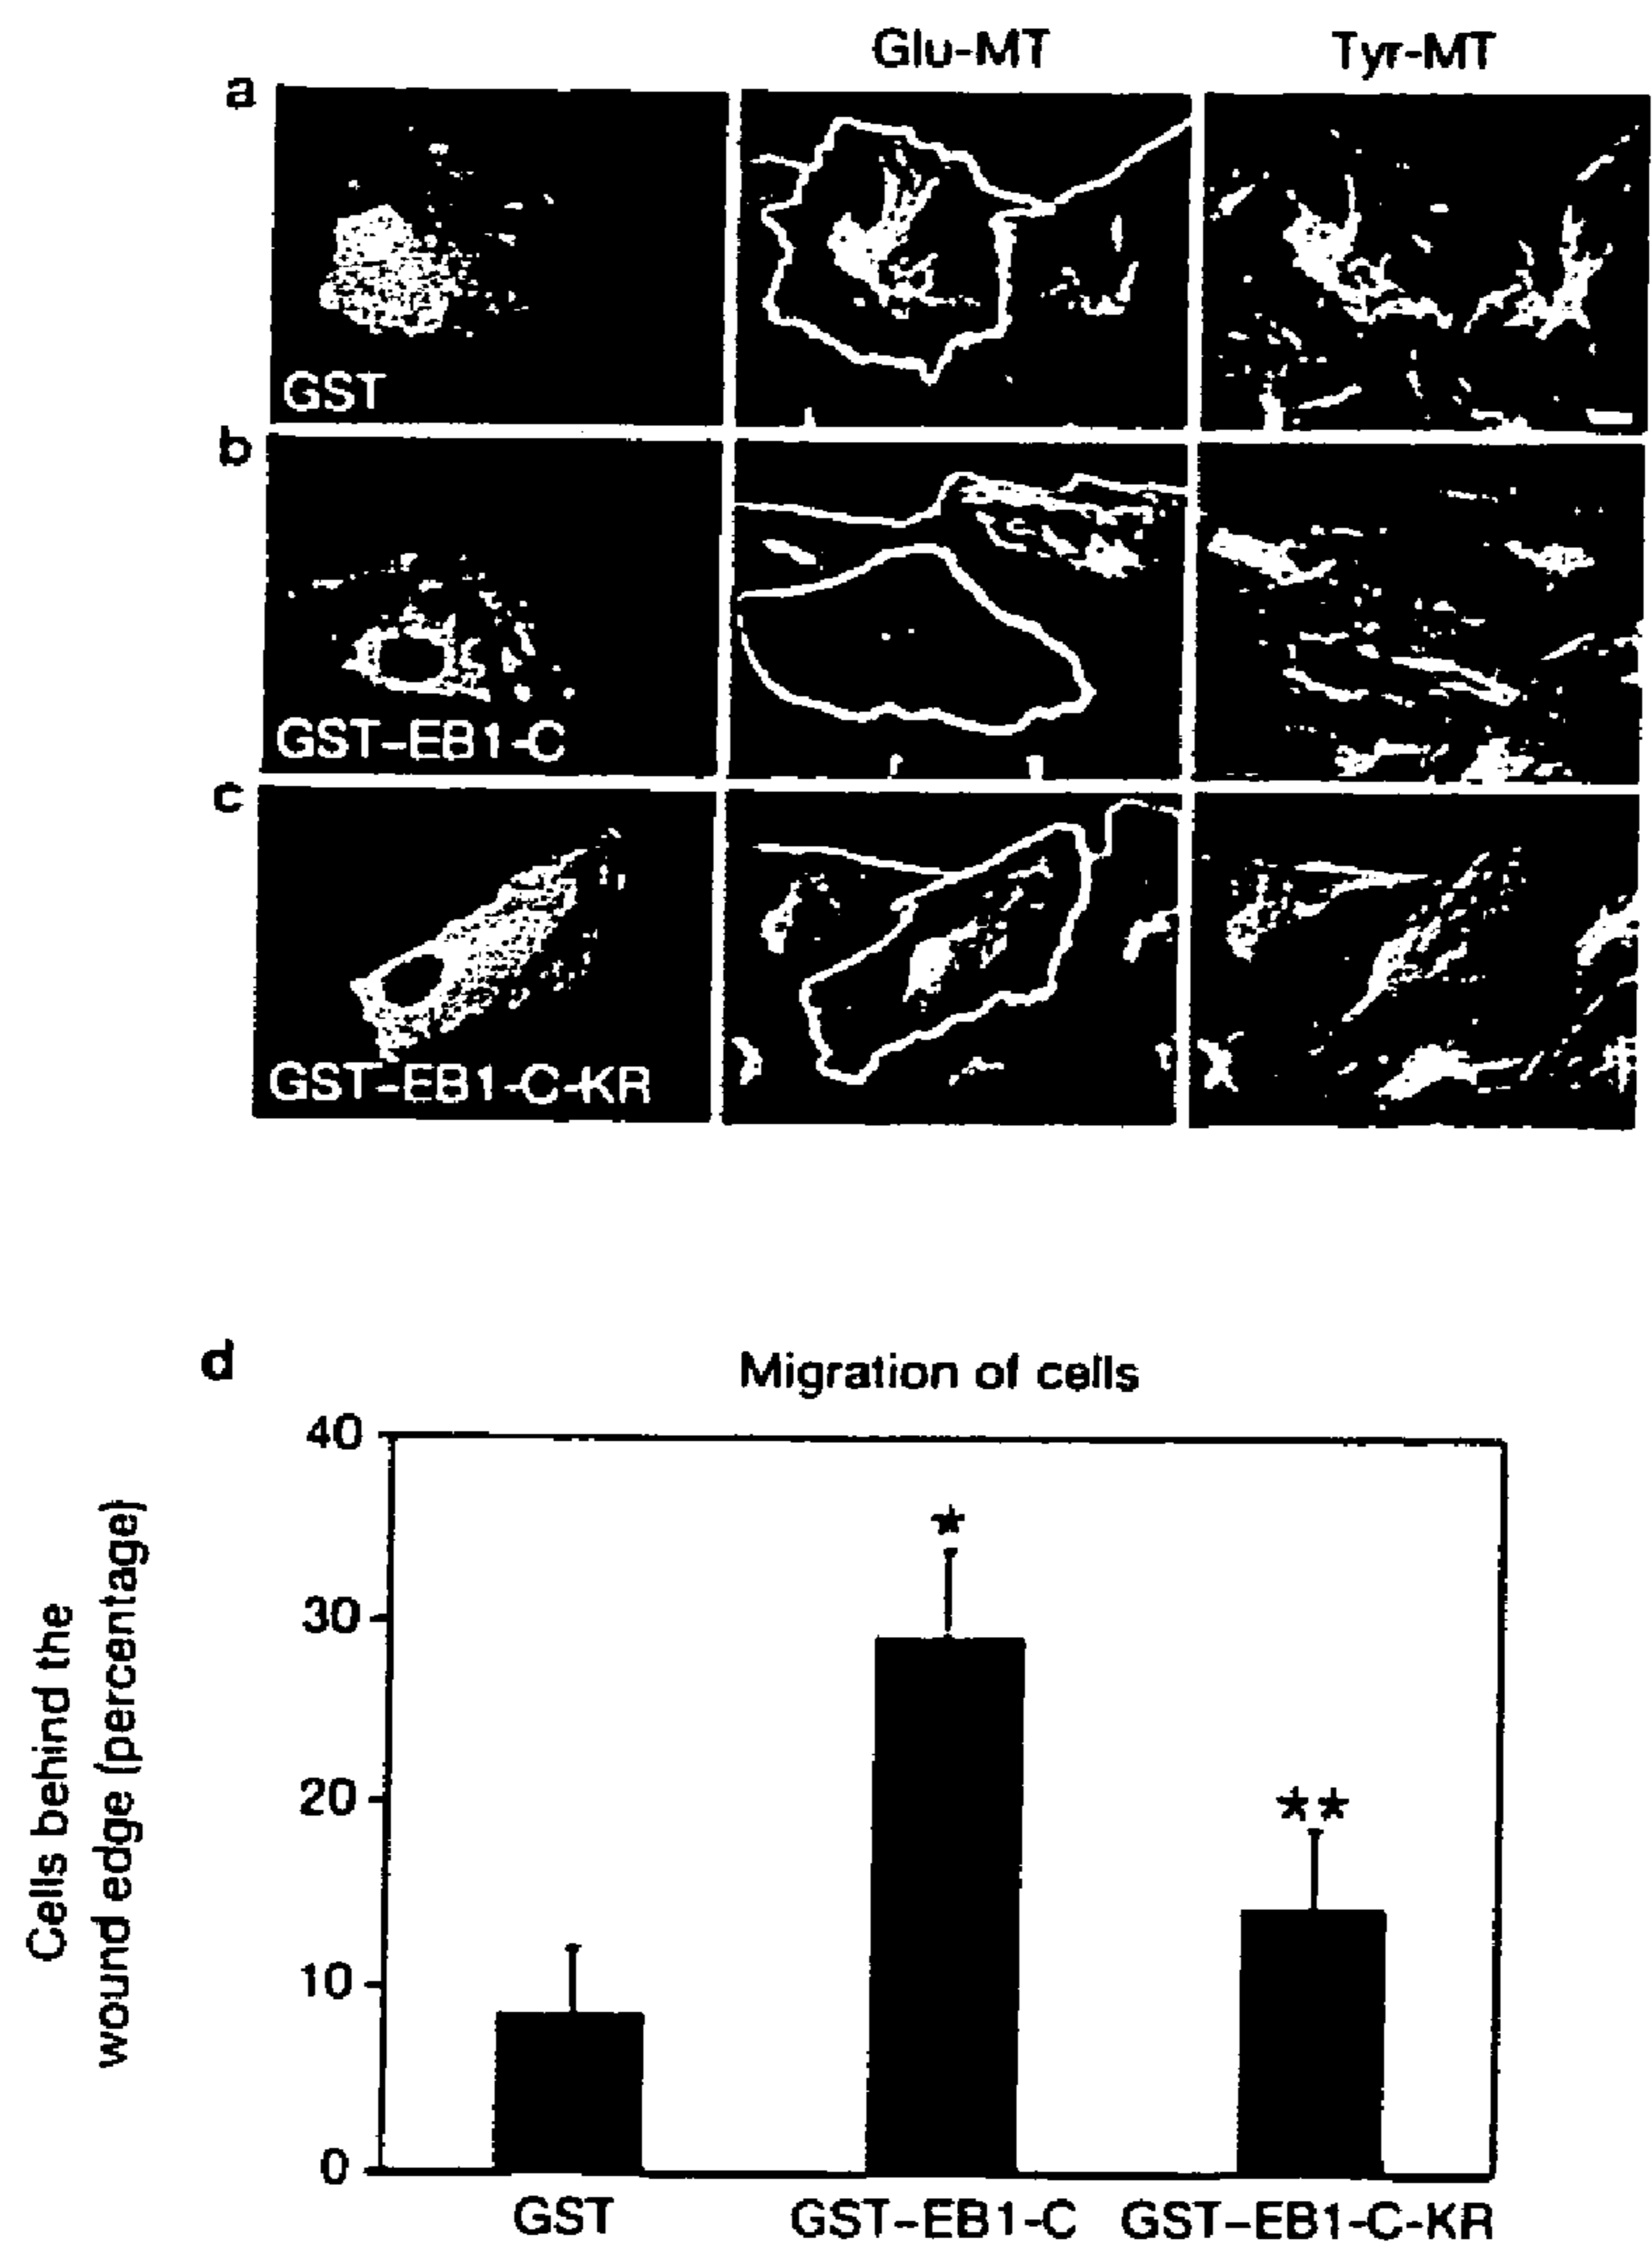 Glu-MT Tyr-MT
a
GST
b
GST-EB1-C
c
GST-EB1-C-KR
d
Migration of cells
Cells behind the
wound edge (percentage)
40
30
20
10
0
*
**
GST GST-EB1-C GST-EB1-C-KR